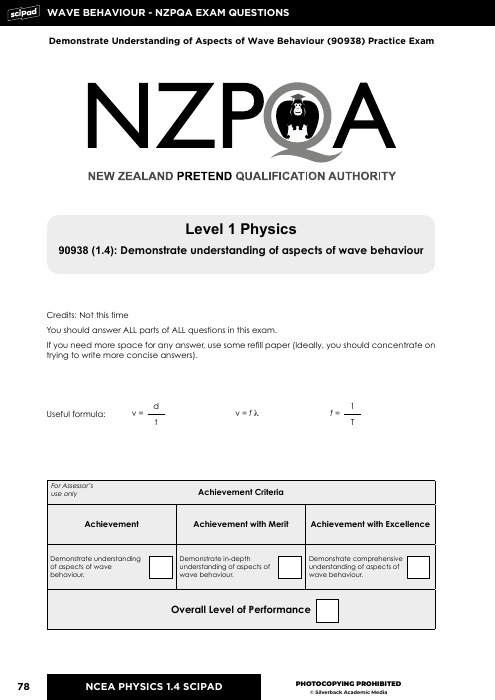 scipad WAVE BEHAVIOUR - NZPQA EXAM QUESTIONS
Demonstrate Understanding of Aspects of Wave Behaviour (90938) Practice Exam
NZPQA
NEW ZEALAND PRETEND QUALIFICATION AUTHORITY
Level 1 Physics
90938 (1.4): Demonstrate understanding of aspects of wave behaviour
Credits: Not this time
You should answer ALL parts of ALL questions in this exam.
If you need more space for any answer, use some refill paper (Ideally, you should concentrate on
trying to write more concise answers).
Useful formula: v = d/t v = f λ f = 1/T
For Assessor's
use only
Achievement Criteria
Achievement Achievement with Merit Achievement with Excellence
Demonstrate understanding
of aspects of wave
behaviour.
Demonstrate in-depth
understanding of aspects of
wave behaviour.
Demonstrate comprehensive
understanding of aspects of
wave behaviour.
Overall Level of Performance
78 NCEA PHYSICS 1.4 SCIPAD
PHOTOCOPYING PROHIBITED
© Silverback Academic Media